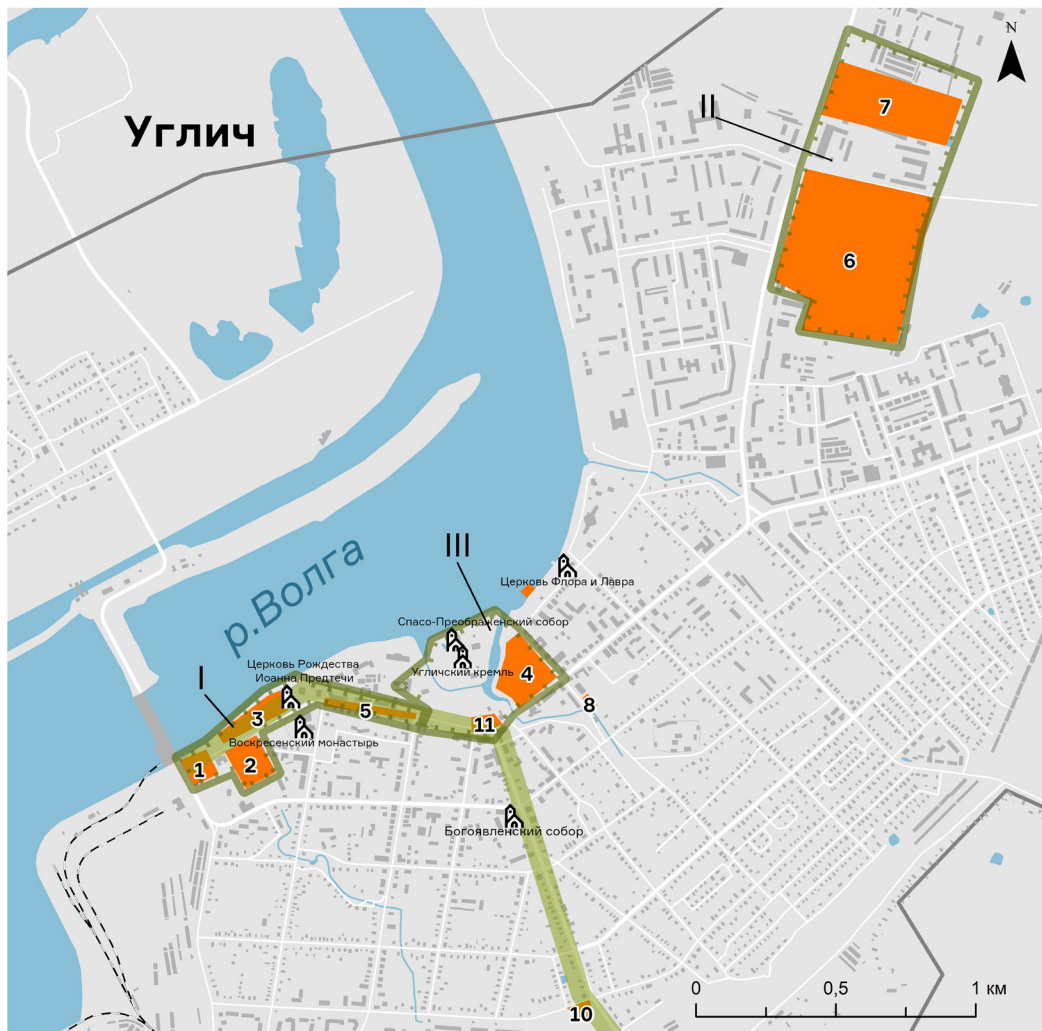 N
7
II
Углич
6
III
Церковь Флора и Лавра
р.Волга
Спасо-Преображенский собор
Угличский кремль
Церковь Рождества
Иоанна Предтечи
I
4
8
3
5
11
Воскресенский монастырь
1
2
Богоявленский собор
0
0,5
1 км
10